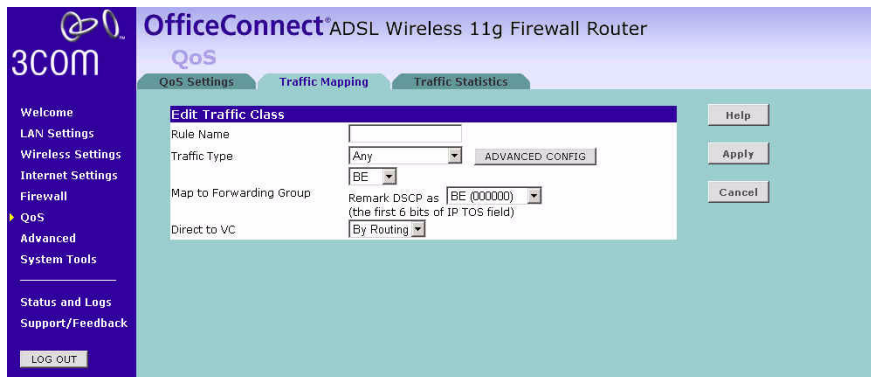 3COM
OfficeConnect® ADSL Wireless 11g Firewall Router
QoS
QoS Settings
Traffic Mapping
Traffic Statistics
Welcome
LAN Settings
Wireless Settings
Internet Settings
Firewall
QoS
Advanced
System Tools
Status and Logs
Support/Feedback
LOG OUT
Edit Traffic Class
Rule Name
Traffic Type Any ADVANCED CONFIG
BE
Map to Forwarding Group Remark DSCP as BE (000000)
(the first 6 bits of IP TOS field)
Direct to VC By Routing
Help
Apply
Cancel